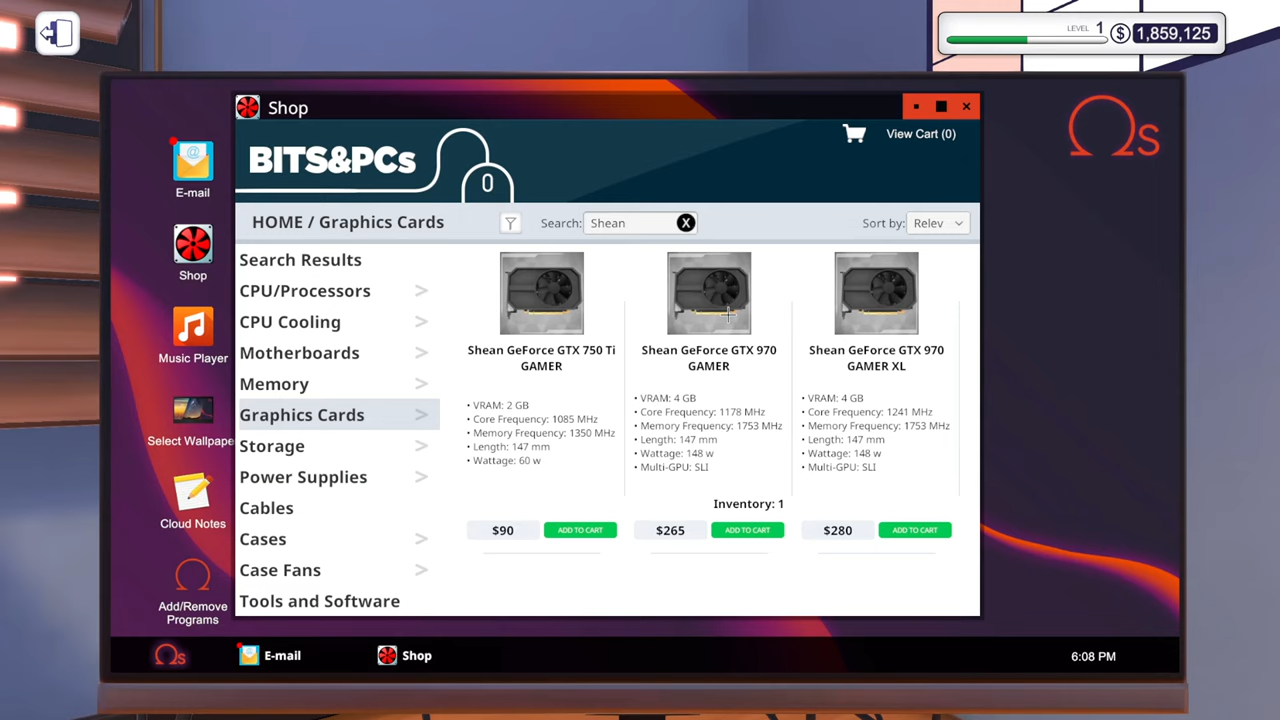 LEVEL 1
$ 1,859,125
Shop
BITS&PCs
View Cart (0)
HOME / Graphics Cards
Search: Shean X
Sort by: Relev
E-mail
Shop
Music Player
Select Wallpape
Cloud Notes
Add/Remove
Programs
Search Results
CPU/Processors >
CPU Cooling >
Motherboards >
Memory >
Graphics Cards >
Storage >
Power Supplies >
Cables
Cases >
Case Fans >
Tools and Software
Shean GeForce GTX 750 Ti
GAMER
• VRAM: 2 GB
• Core Frequency: 1085 MHz
• Memory Frequency: 1350 MHz
• Length: 147 mm
• Wattage: 60 w
$90 ADD TO CART
Shean GeForce GTX 970
GAMER
• VRAM: 4 GB
• Core Frequency: 1178 MHz
• Memory Frequency: 1753 MHz
• Length: 147 mm
• Wattage: 148 w
• Multi-GPU: SLI
Inventory: 1
$265 ADD TO CART
Shean GeForce GTX 970
GAMER XL
• VRAM: 4 GB
• Core Frequency: 1241 MHz
• Memory Frequency: 1753 MHz
• Length: 147 mm
• Wattage: 148 w
• Multi-GPU: SLI
$280 ADD TO CART
Ωs
Ωs
E-mail
Shop
6:08 PM